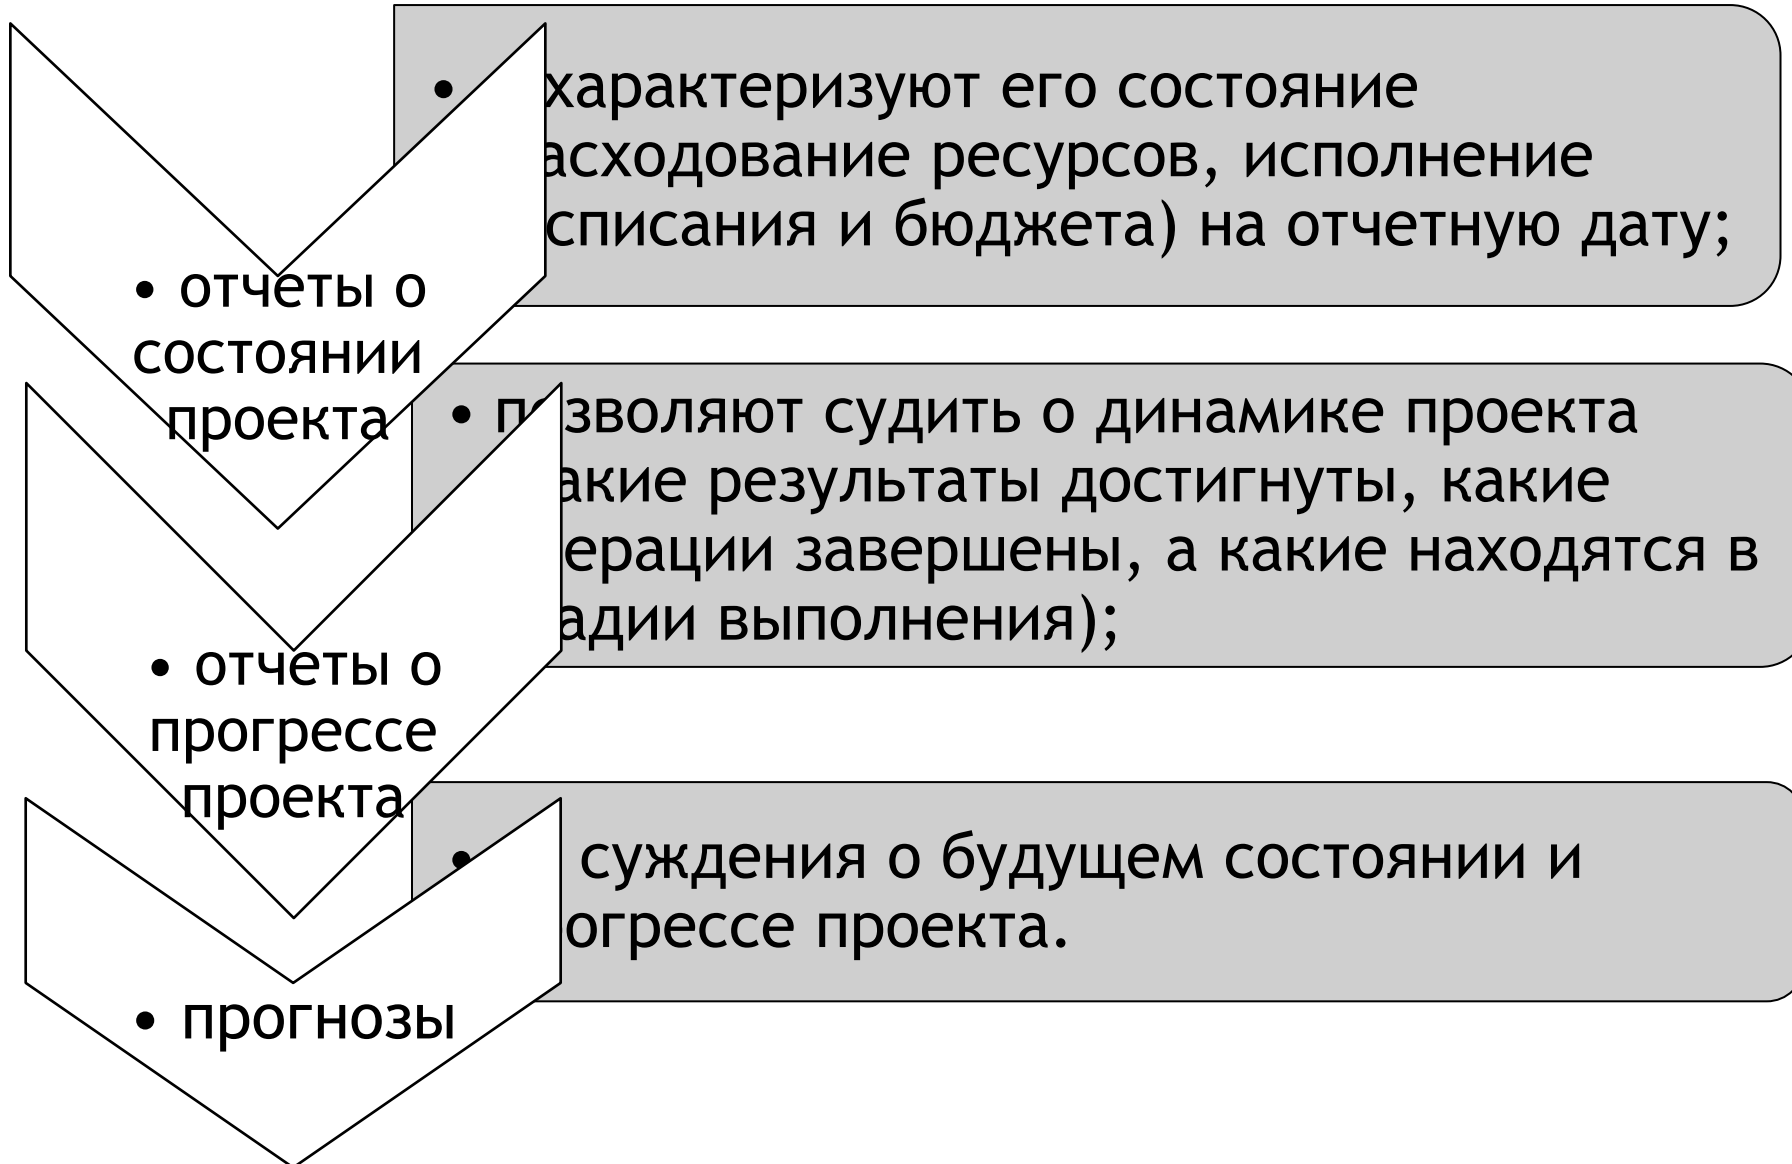 • отчеты о
состоянии
проекта
• характеризуют его состояние
асходование ресурсов, исполнение
списания и бюджета) на отчетную дату;
• отчеты о
прогрессе
проекта
• позволяют судить о динамике проекта
акие результаты достигнуты, какие
ерации завершены, а какие находятся в
адии выполнения);
• прогнозы
• суждения о будущем состоянии и
огрессе проекта.